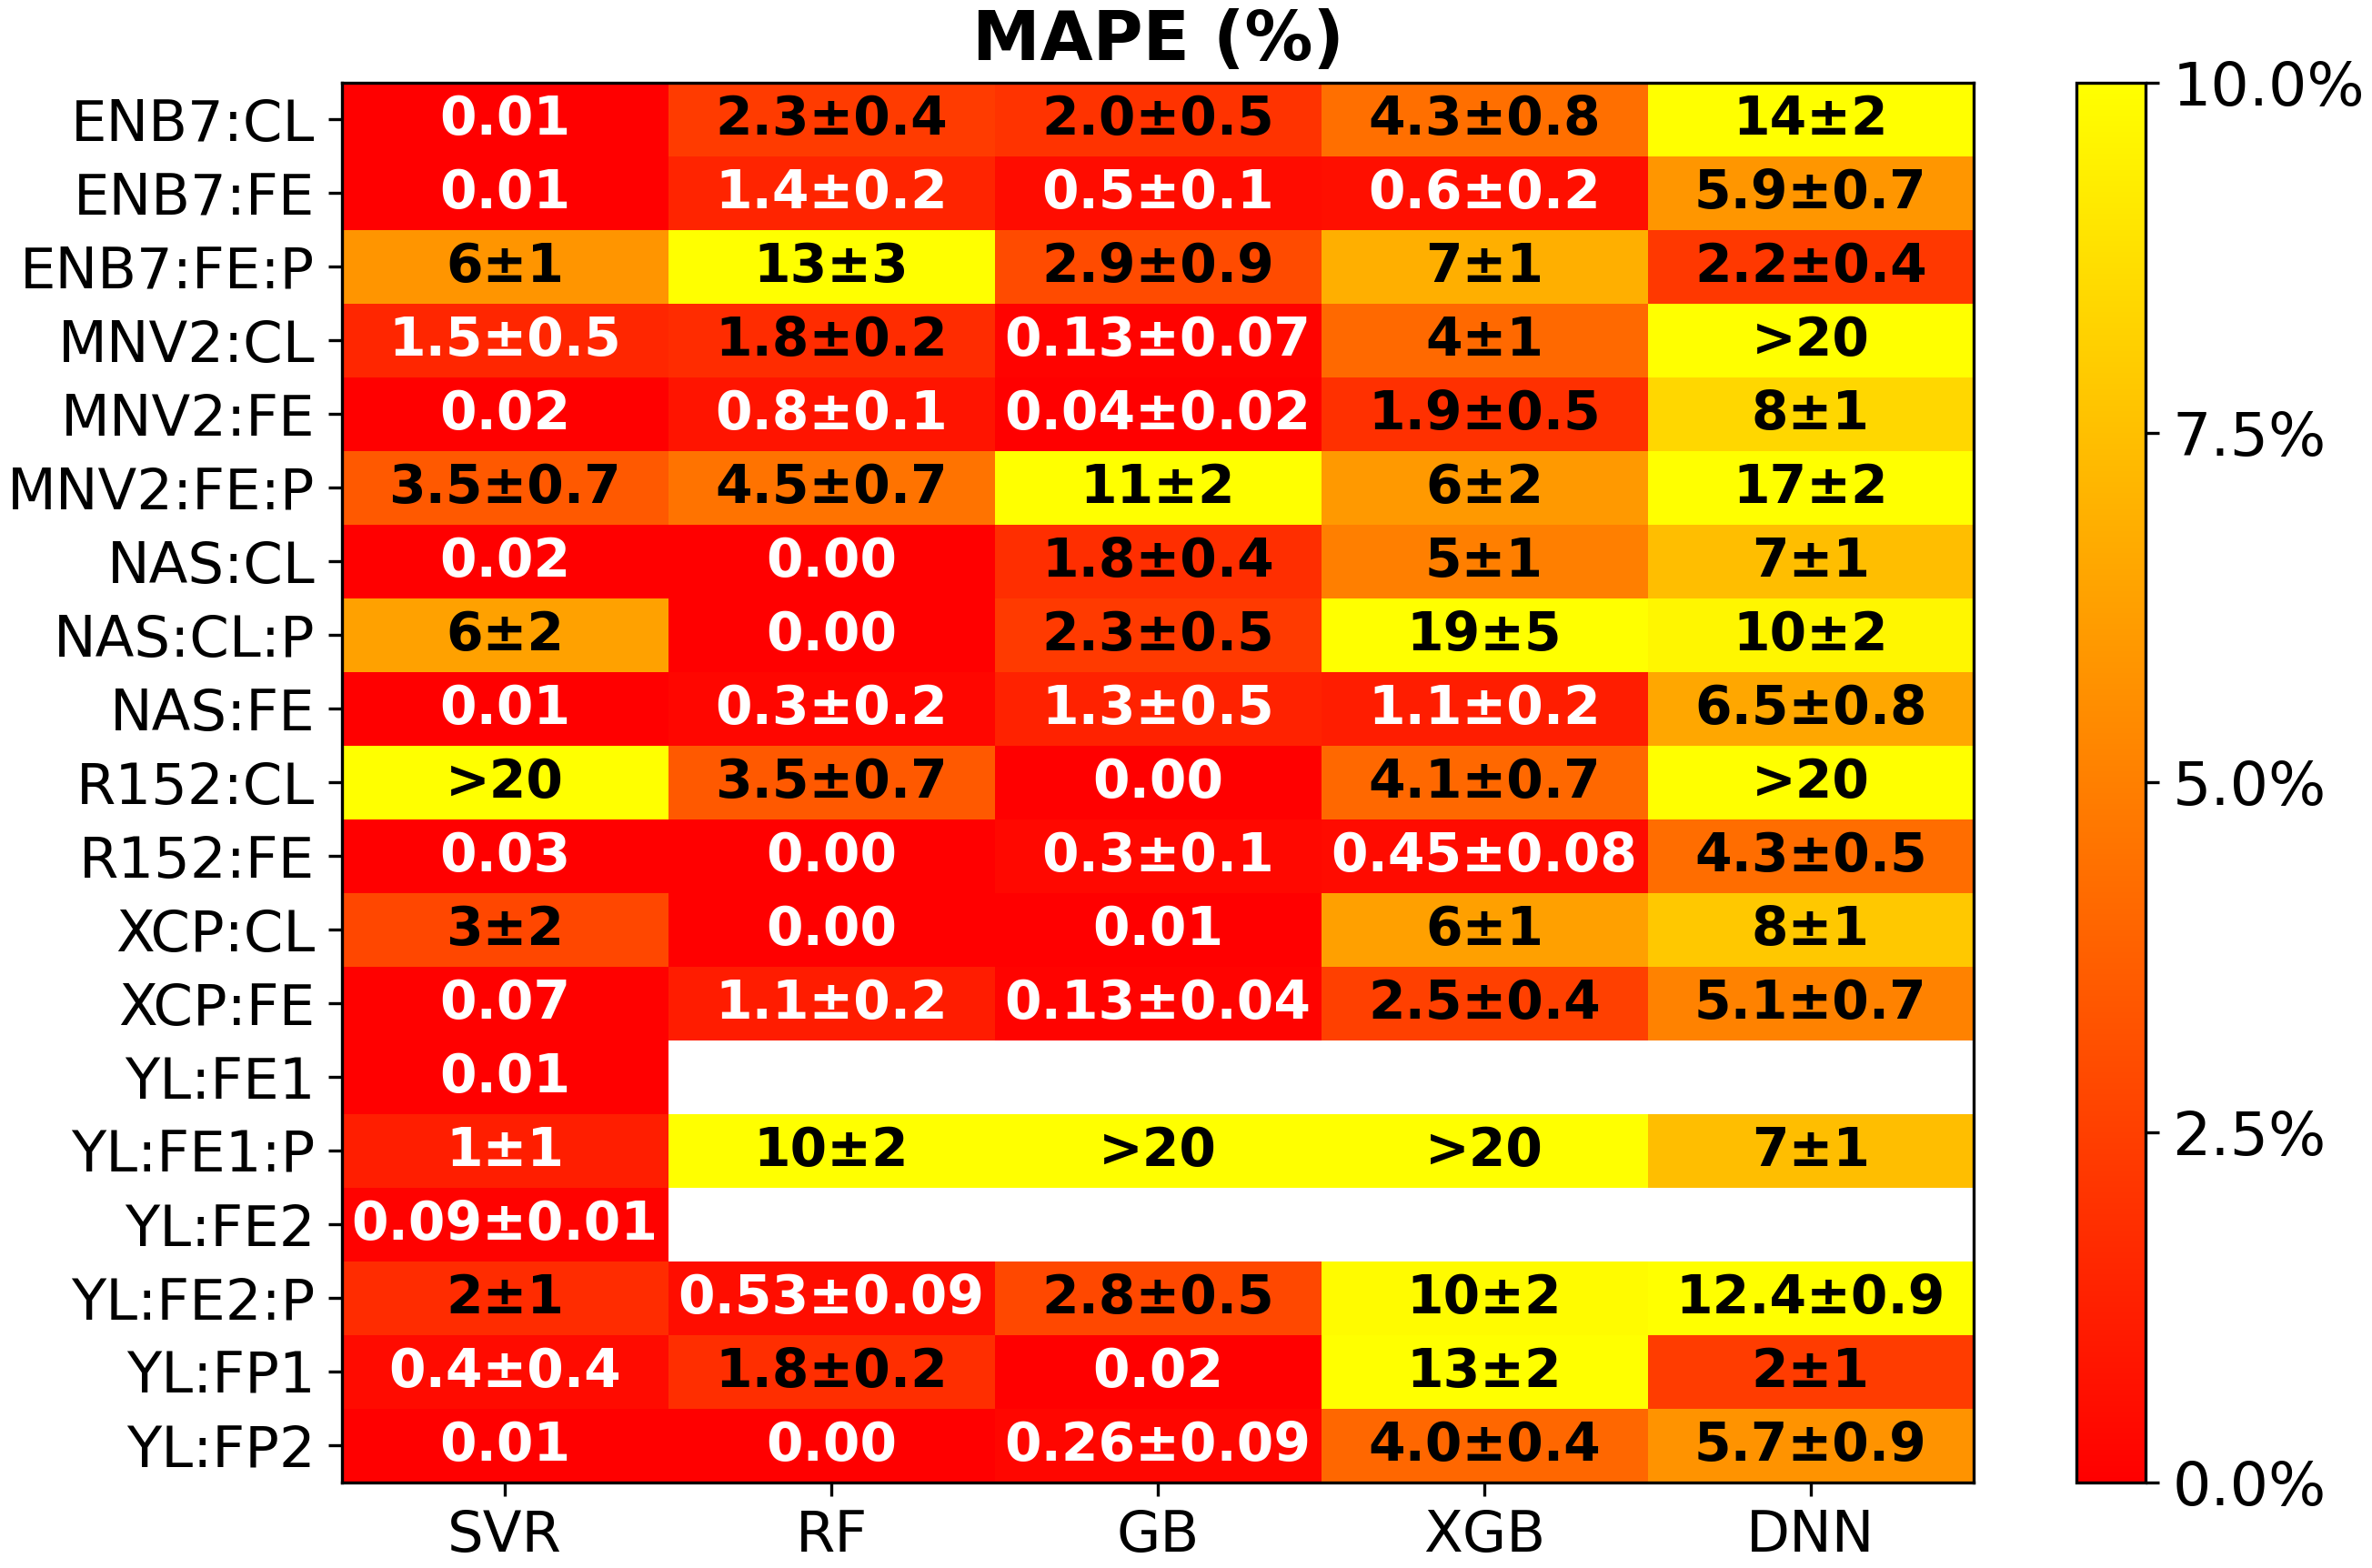 MAPE (%)
ENB7:CL 0.01 2.3±0.4 2.0±0.5 4.3±0.8 14±2
ENB7:FE 0.01 1.4±0.2 0.5±0.1 0.6±0.2 5.9±0.7
ENB7:FE:P 6±1 13±3 2.9±0.9 7±1 2.2±0.4
MNV2:CL 1.5±0.5 1.8±0.2 0.13±0.07 4±1 >20
MNV2:FE 0.02 0.8±0.1 0.04±0.02 1.9±0.5 8±1
MNV2:FE:P 3.5±0.7 4.5±0.7 11±2 6±2 17±2
NAS:CL 0.02 0.00 1.8±0.4 5±1 7±1
NAS:CL:P 6±2 0.00 2.3±0.5 19±5 10±2
NAS:FE 0.01 0.3±0.2 1.3±0.5 1.1±0.2 6.5±0.8
R152:CL >20 3.5±0.7 0.00 4.1±0.7 >20
R152:FE 0.03 0.00 0.3±0.1 0.45±0.08 4.3±0.5
XCP:CL 3±2 0.00 0.01 6±1 8±1
XCP:FE 0.07 1.1±0.2 0.13±0.04 2.5±0.4 5.1±0.7
YL:FE1 0.01
YL:FE1:P 1±1 10±2 >20 >20 7±1
YL:FE2 0.09±0.01
YL:FE2:P 2±1 0.53±0.09 2.8±0.5 10±2 12.4±0.9
YL:FP1 0.4±0.4 1.8±0.2 0.02 13±2 2±1
YL:FP2 0.01 0.00 0.26±0.09 4.0±0.4 5.7±0.9
SVR RF GB XGB DNN
10.0%
7.5%
5.0%
2.5%
0.0%